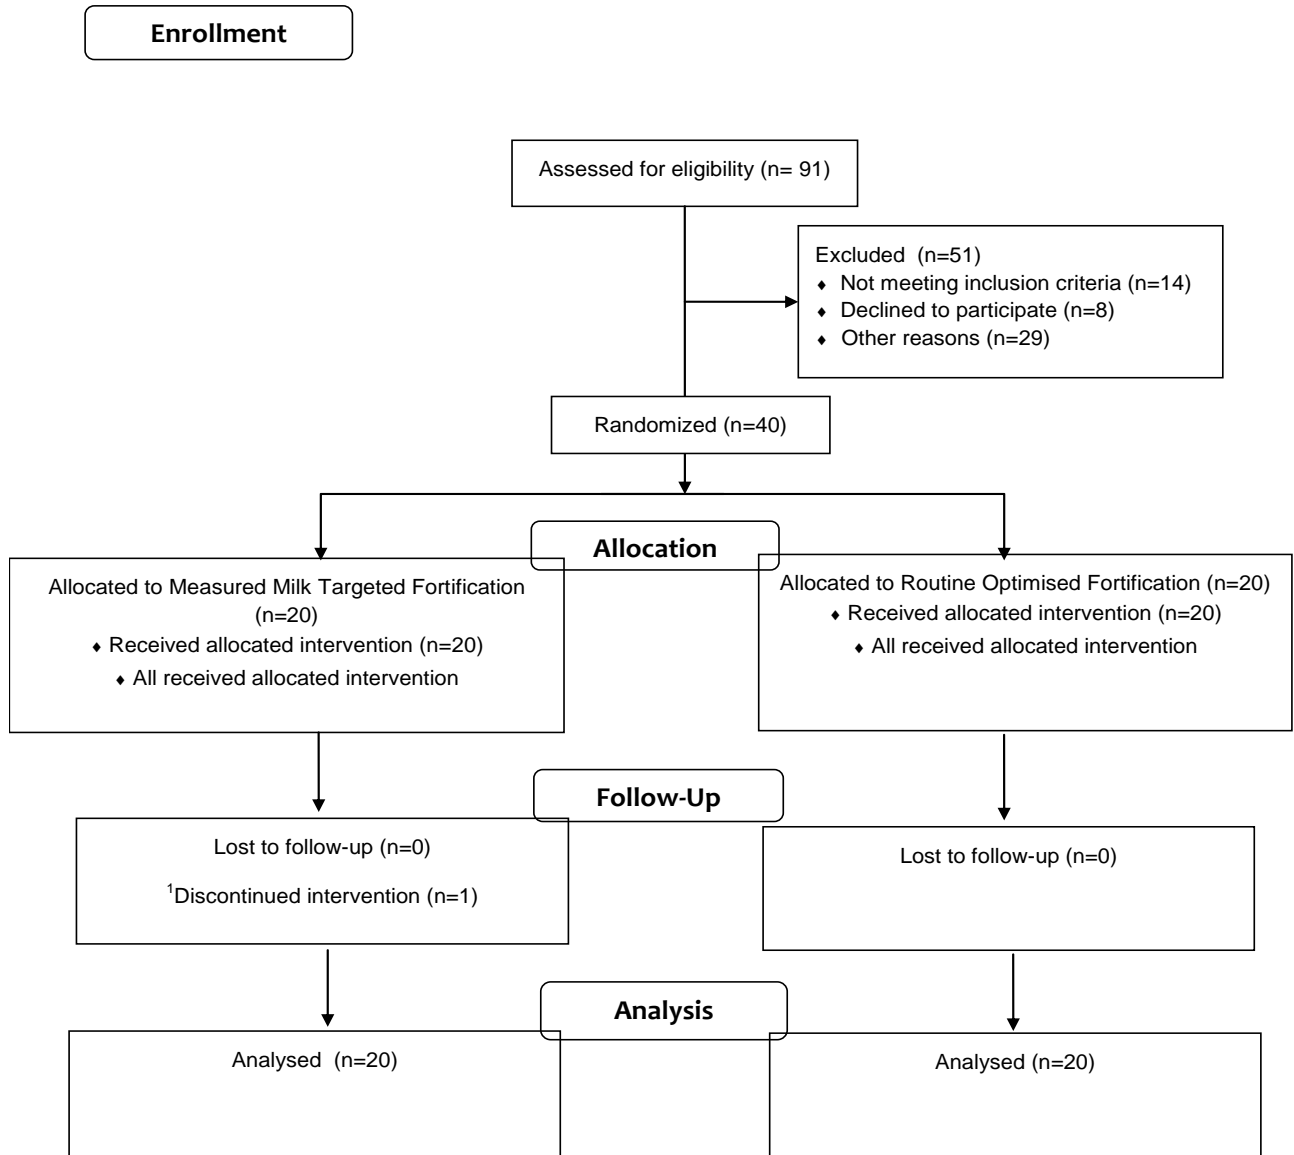 Enrollment
Assessed for eligibility (n= 91)
Excluded (n=51)
♦ Not meeting inclusion criteria (n=14)
♦ Declined to participate (n=8)
♦ Other reasons (n=29)
Randomized (n=40)
Allocation
Allocated to Measured Milk Targeted Fortification
(n=20)
♦ Received allocated intervention (n=20)
♦ All received allocated intervention
Allocated to Routine Optimised Fortification (n=20)
♦ Received allocated intervention (n=20)
♦ All received allocated intervention
Follow-Up
Lost to follow-up (n=0)
¹Discontinued intervention (n=1)
Lost to follow-up (n=0)
Analysis
Analysed (n=20)
Analysed (n=20)